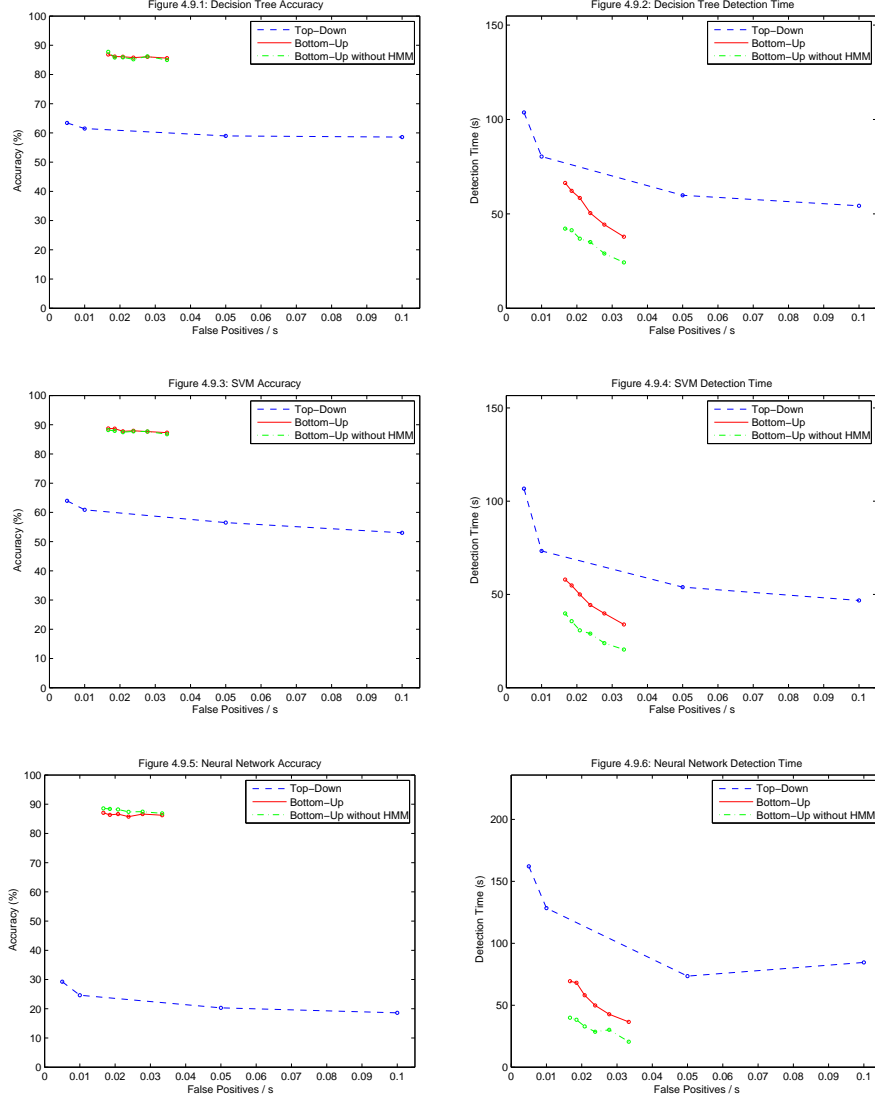 Figure 4.9.1: Decision Tree Accuracy
100
90
80
70
60
50
40
30
20
10
0
Accuracy (%)
Top-Down
Bottom-Up
Bottom-Up without HMM
0 0.01 0.02 0.03 0.04 0.05 0.06 0.07 0.08 0.09 0.1
False Positives / s
Figure 4.9.2: Decision Tree Detection Time
150
100
50
0
Detection Time (s)
Top-Down
Bottom-Up
Bottom-Up without HMM
0 0.01 0.02 0.03 0.04 0.05 0.06 0.07 0.08 0.09 0.1
False Positives / s
Figure 4.9.3: SVM Accuracy
100
90
80
70
60
50
40
30
20
10
0
Accuracy (%)
Top-Down
Bottom-Up
Bottom-Up without HMM
0 0.01 0.02 0.03 0.04 0.05 0.06 0.07 0.08 0.09 0.1
False Positives / s
Figure 4.9.4: SVM Detection Time
150
100
50
0
Detection Time (s)
Top-Down
Bottom-Up
Bottom-Up without HMM
0 0.01 0.02 0.03 0.04 0.05 0.06 0.07 0.08 0.09 0.1
False Positives / s
Figure 4.9.5: Neural Network Accuracy
100
90
80
70
60
50
40
30
20
10
0
Accuracy (%)
Top-Down
Bottom-Up
Bottom-Up without HMM
0 0.01 0.02 0.03 0.04 0.05 0.06 0.07 0.08 0.09 0.1
False Positives / s
Figure 4.9.6: Neural Network Detection Time
200
150
100
50
0
Detection Time (s)
Top-Down
Bottom-Up
Bottom-Up without HMM
0 0.01 0.02 0.03 0.04 0.05 0.06 0.07 0.08 0.09 0.1
False Positives / s